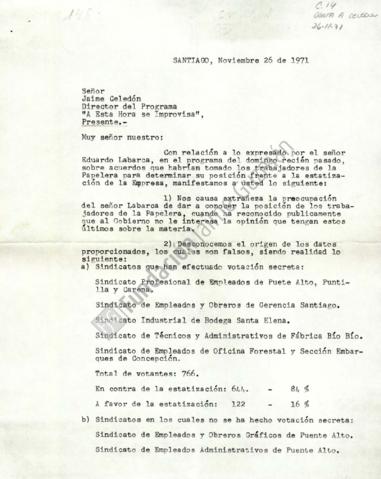 C.14
CARTA A CELEDON
26-11-71
SANTIAGO, Noviembre 26 de 1971
Señor
Jaime Celedón
Director del Programa
"A Esta Hora se Improvisa",
Presente.-
Muy señor nuestro:
Con relación a lo expresado por el señor
Eduardo Labarca, en el programa del domingo recién pasado,
sobre acuerdos que habrían tomado los trabajadores de la
Papelera para determinar su posición frente a la estatiza-
ción de la Empresa, manifestamos a usted lo siguiente:
1) Nos causa extrañeza la preocupación
del señor Labarca de dar a conocer la posición de los traba-
jadores de la Papelera, cuando ha reconocido publicamente
que al Gobierno no le interesa la opinión que tengan estos
últimos sobre la materia.
2) Desconocemos el origen de los datos
proporcionados, los cuales son falsos, siendo realidad lo
siguiente:
a) Sindicatos que han efectuado votación secreta:
Sindicato Profesional de Empleados de Puete Alto, Punti-
lla y Carena.
Sindicato de Empleados y Obreros de Gerencia Santiago.
Sindicato Industrial de Bodega Santa Elena.
Sindicato de Técnicos y Administrativos de Fábrica Bío Bío.
Sindicato de Empleados de Oficina Forestal y Sección Embar-
ques de Concepción.
Total de votantes: 766.
En contra de la estatización: 644. - 84 %
A favor de la estatización: 122 - 16 %
b) Sindicatos en los cuales no se ha hecho votación secreta:
Sindicato de Empleados y Obreros Gráficos de Puente Alto.
Sindicato de Empleados Administrativos de Puente Alto.